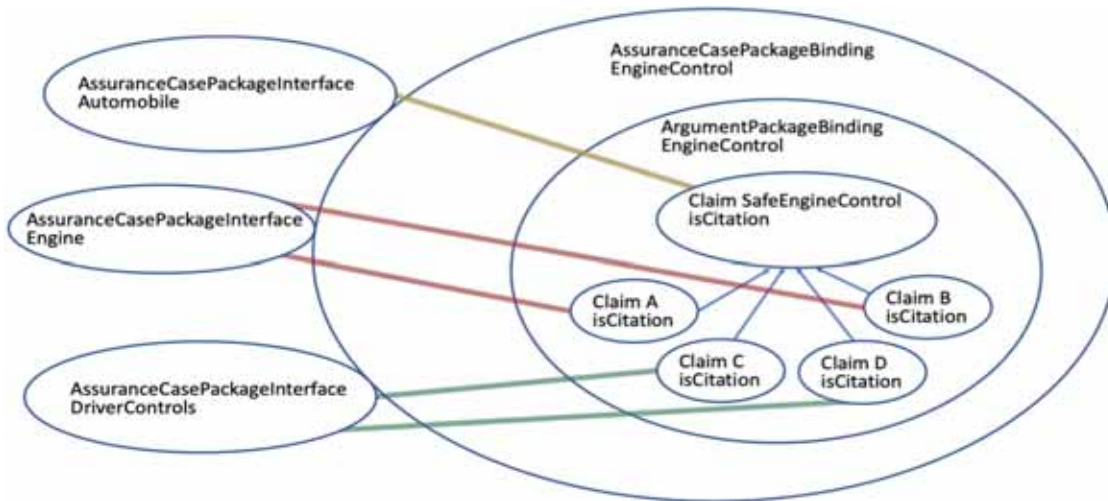 AssuranceCasePackageBinding
EngineControl
AssuranceCasePackageInterface
Automobile
ArgumentPackageBinding
EngineControl
Claim SafeEngineControl
isCitation
AssuranceCasePackageInterface
Engine
Claim A
isCitation
Claim B
isCitation
Claim C
isCitation
Claim D
isCitation
AssuranceCasePackageInterface
DriverControls